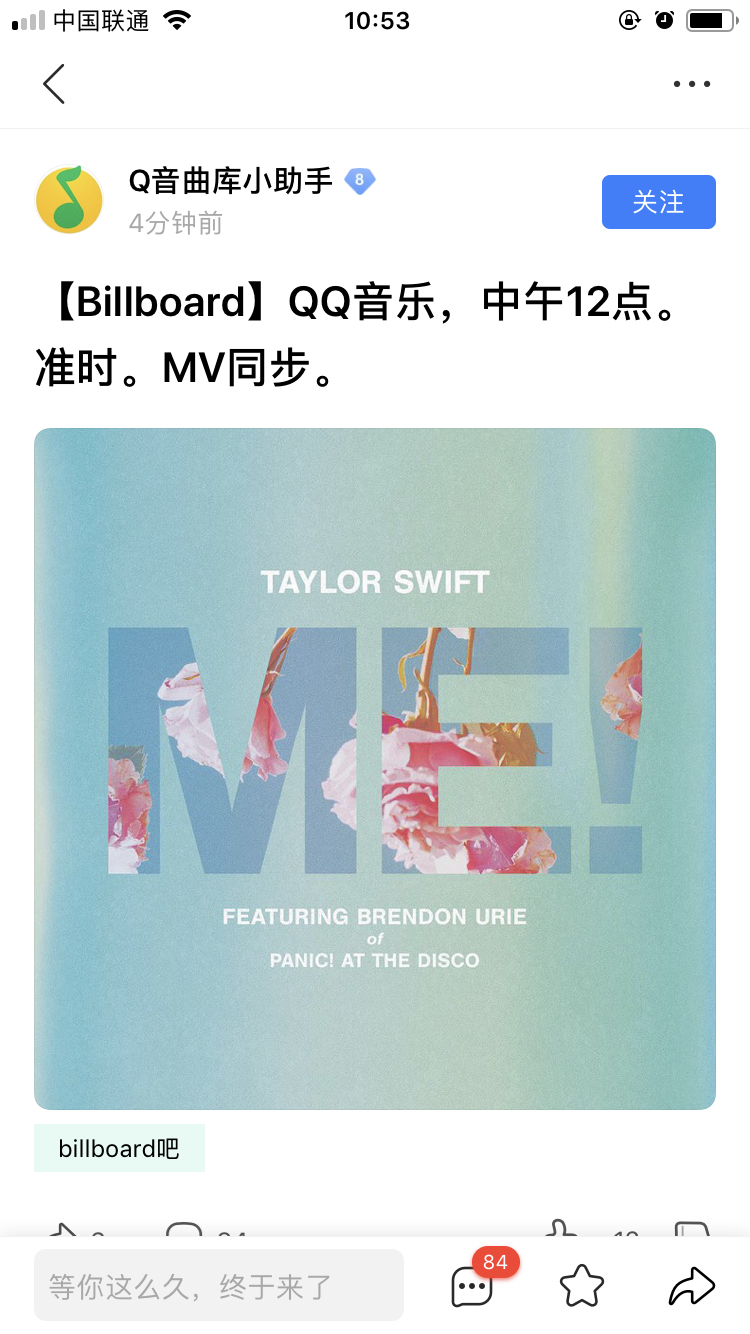 中国联通
10:53
Q音曲库小助手
8
4分钟前
关注
【Billboard】QQ音乐，中午12点。
准时。MV同步。
TAYLOR SWIFT
ME!
FEATURING BRENDON URIE
of
PANIC! AT THE DISCO
billboard吧
等你这么久，终于来了
84